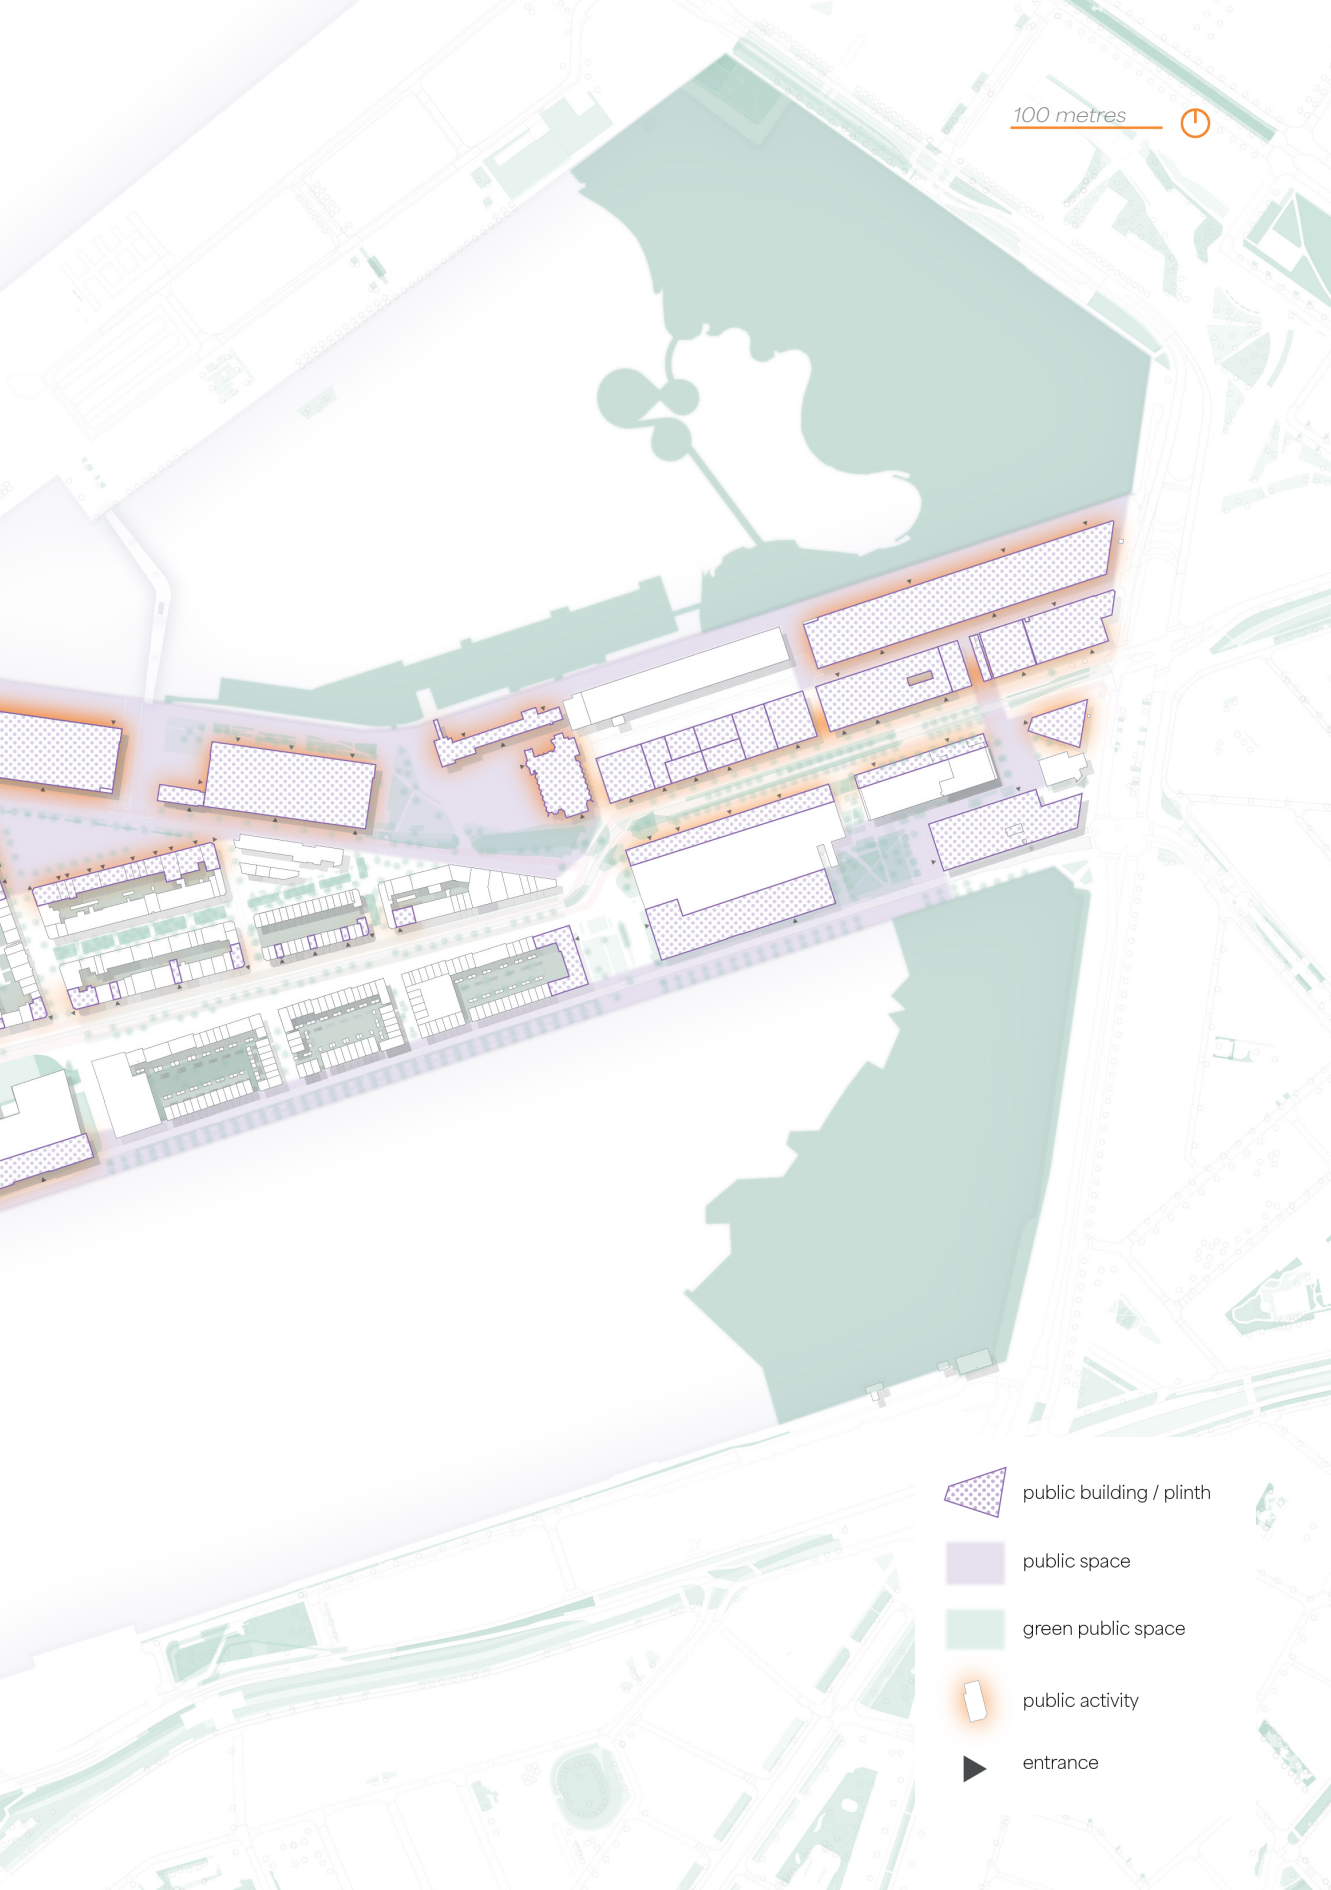 100 metres
public building / plinth
public space
green public space
public activity
entrance